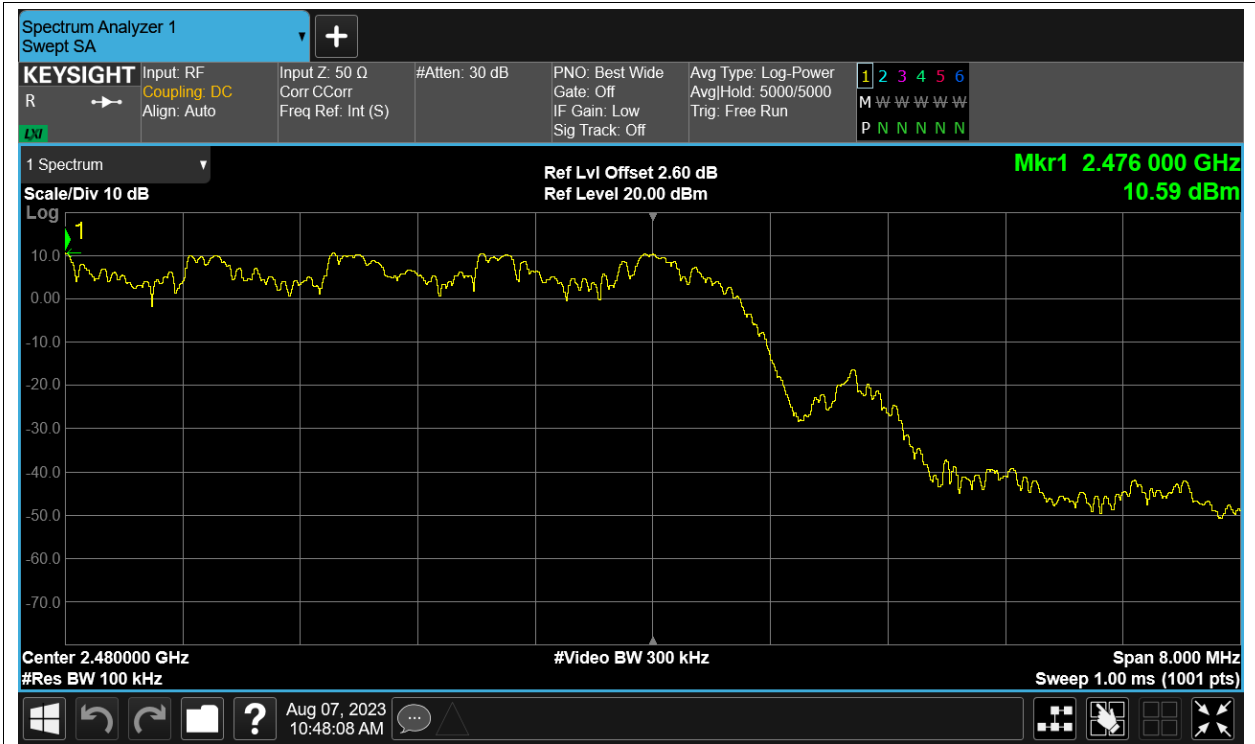 Spectrum Analyzer 1
Swept SA
+
KEYSIGHT
R
LXI
Input: RF
Coupling: DC
Align: Auto
Input Z: 50 Ω
Corr CCorr
Freq Ref: Int (S)
#Atten: 30 dB
PNO: Best Wide
Gate: Off
IF Gain: Low
Sig Track: Off
Avg Type: Log-Power
Avg|Hold: 5000/5000
Trig: Free Run
1 2 3 4 5 6
M W W W W W
P N N N N N
1 Spectrum
Scale/Div 10 dB
Log
Ref Lvl Offset 2.60 dB
Ref Level 20.00 dBm
Mkr1 2.476 000 GHz
10.59 dBm
1
10.0
0.00
-10.0
-20.0
-30.0
-40.0
-50.0
-60.0
-70.0
Center 2.480000 GHz
#Res BW 100 kHz
#Video BW 300 kHz
Span 8.000 MHz
Sweep 1.00 ms (1001 pts)
?
Aug 07, 2023
10:48:08 AM